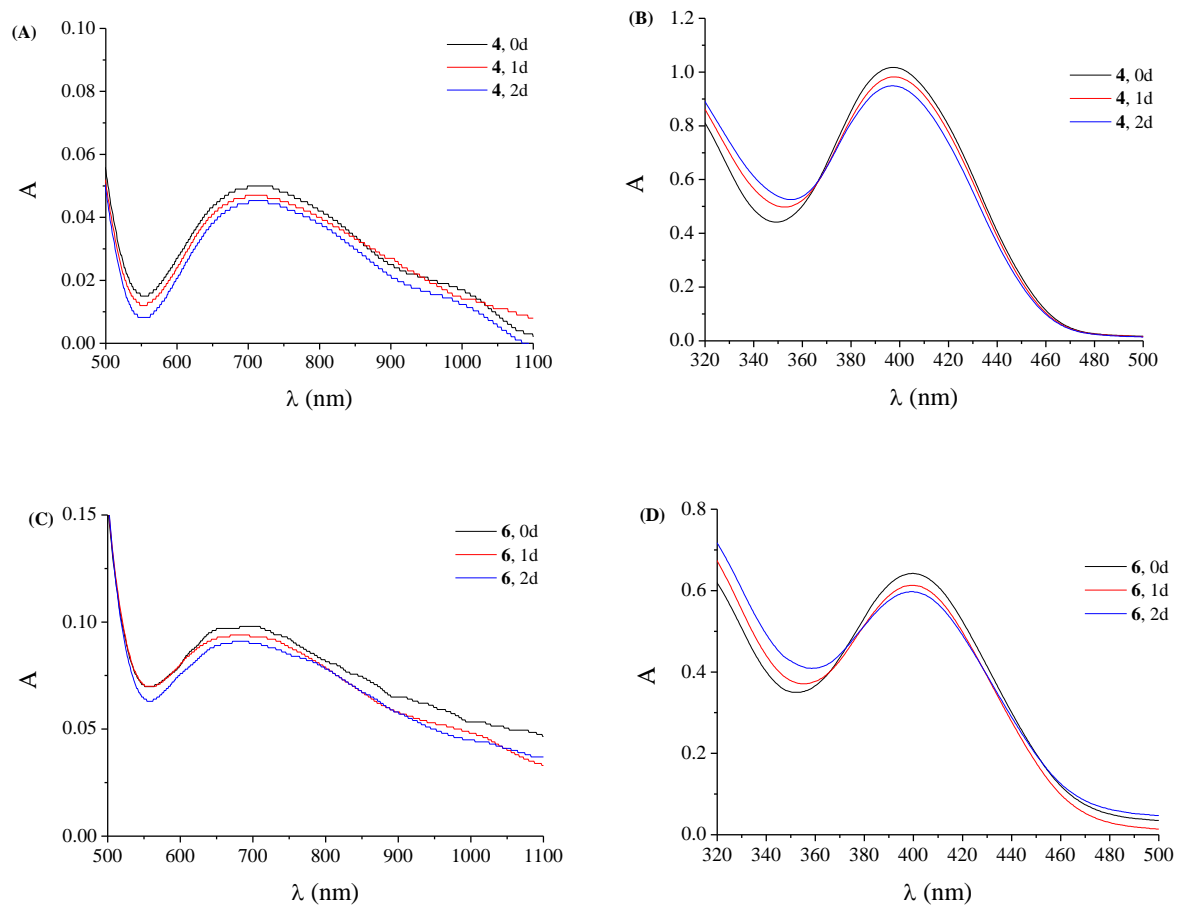 (A)
4, 0d
4, 1d
4, 2d
0.10
0.08
0.06
0.04
0.02
0.00
A
500 600 700 800 900 1000 1100
λ (nm)
(B)
4, 0d
4, 1d
4, 2d
1.2
1.0
0.8
0.6
0.4
0.2
0.0
A
320 340 360 380 400 420 440 460 480 500
λ (nm)
(C)
6, 0d
6, 1d
6, 2d
0.15
0.10
0.05
0.00
A
500 600 700 800 900 1000 1100
λ (nm)
(D)
6, 0d
6, 1d
6, 2d
0.8
0.6
0.4
0.2
0.0
A
320 340 360 380 400 420 440 460 480 500
λ (nm)